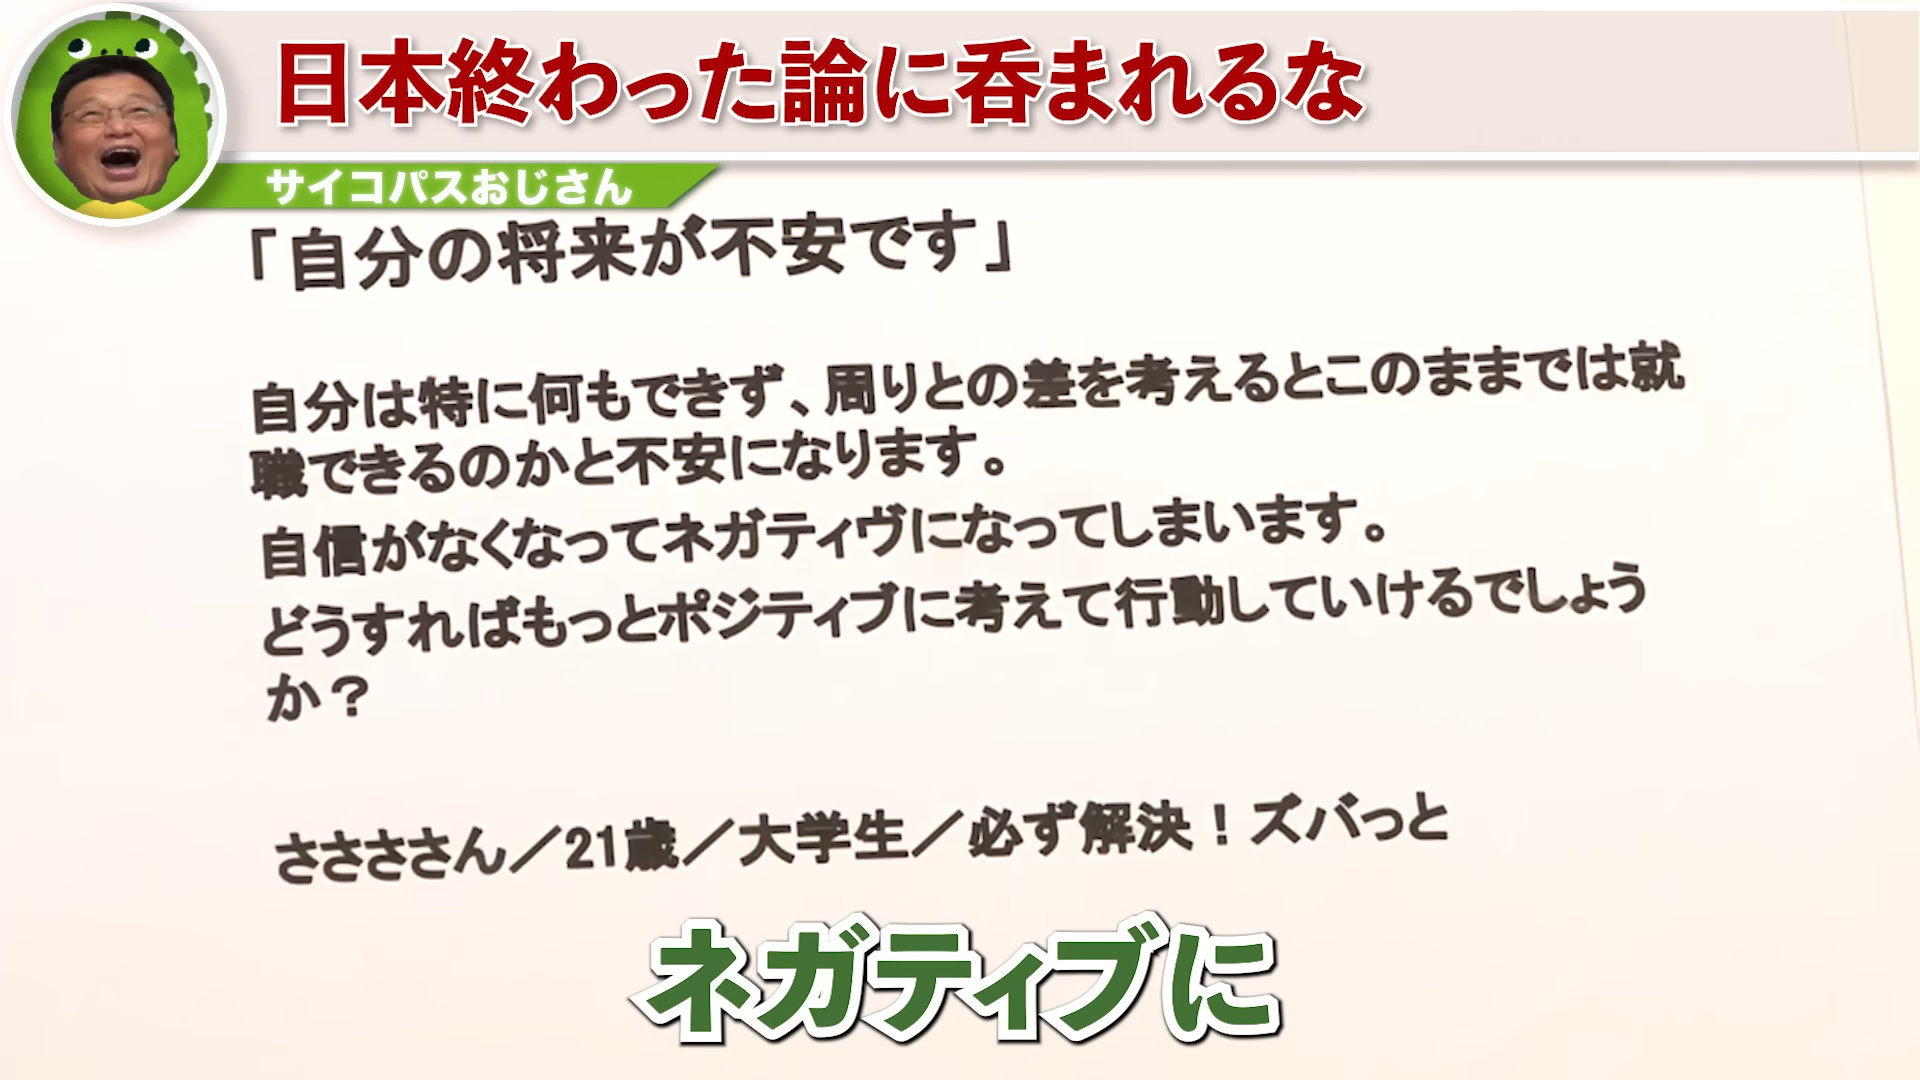 日本終わった論に呑まれるな
サイコパスおじさん
「自分の将来が不安です」
自分は特に何もできず、周りとの差を考えるとこのままでは就
職できるのかと不安になります。
自信がなくなってネガティヴになってしまいます。
どうすればもっとポジティブに考えて行動していけるでしょう
か？
ささささん／21歳／大学生／必ず解決！ズバっと
ネガティブに